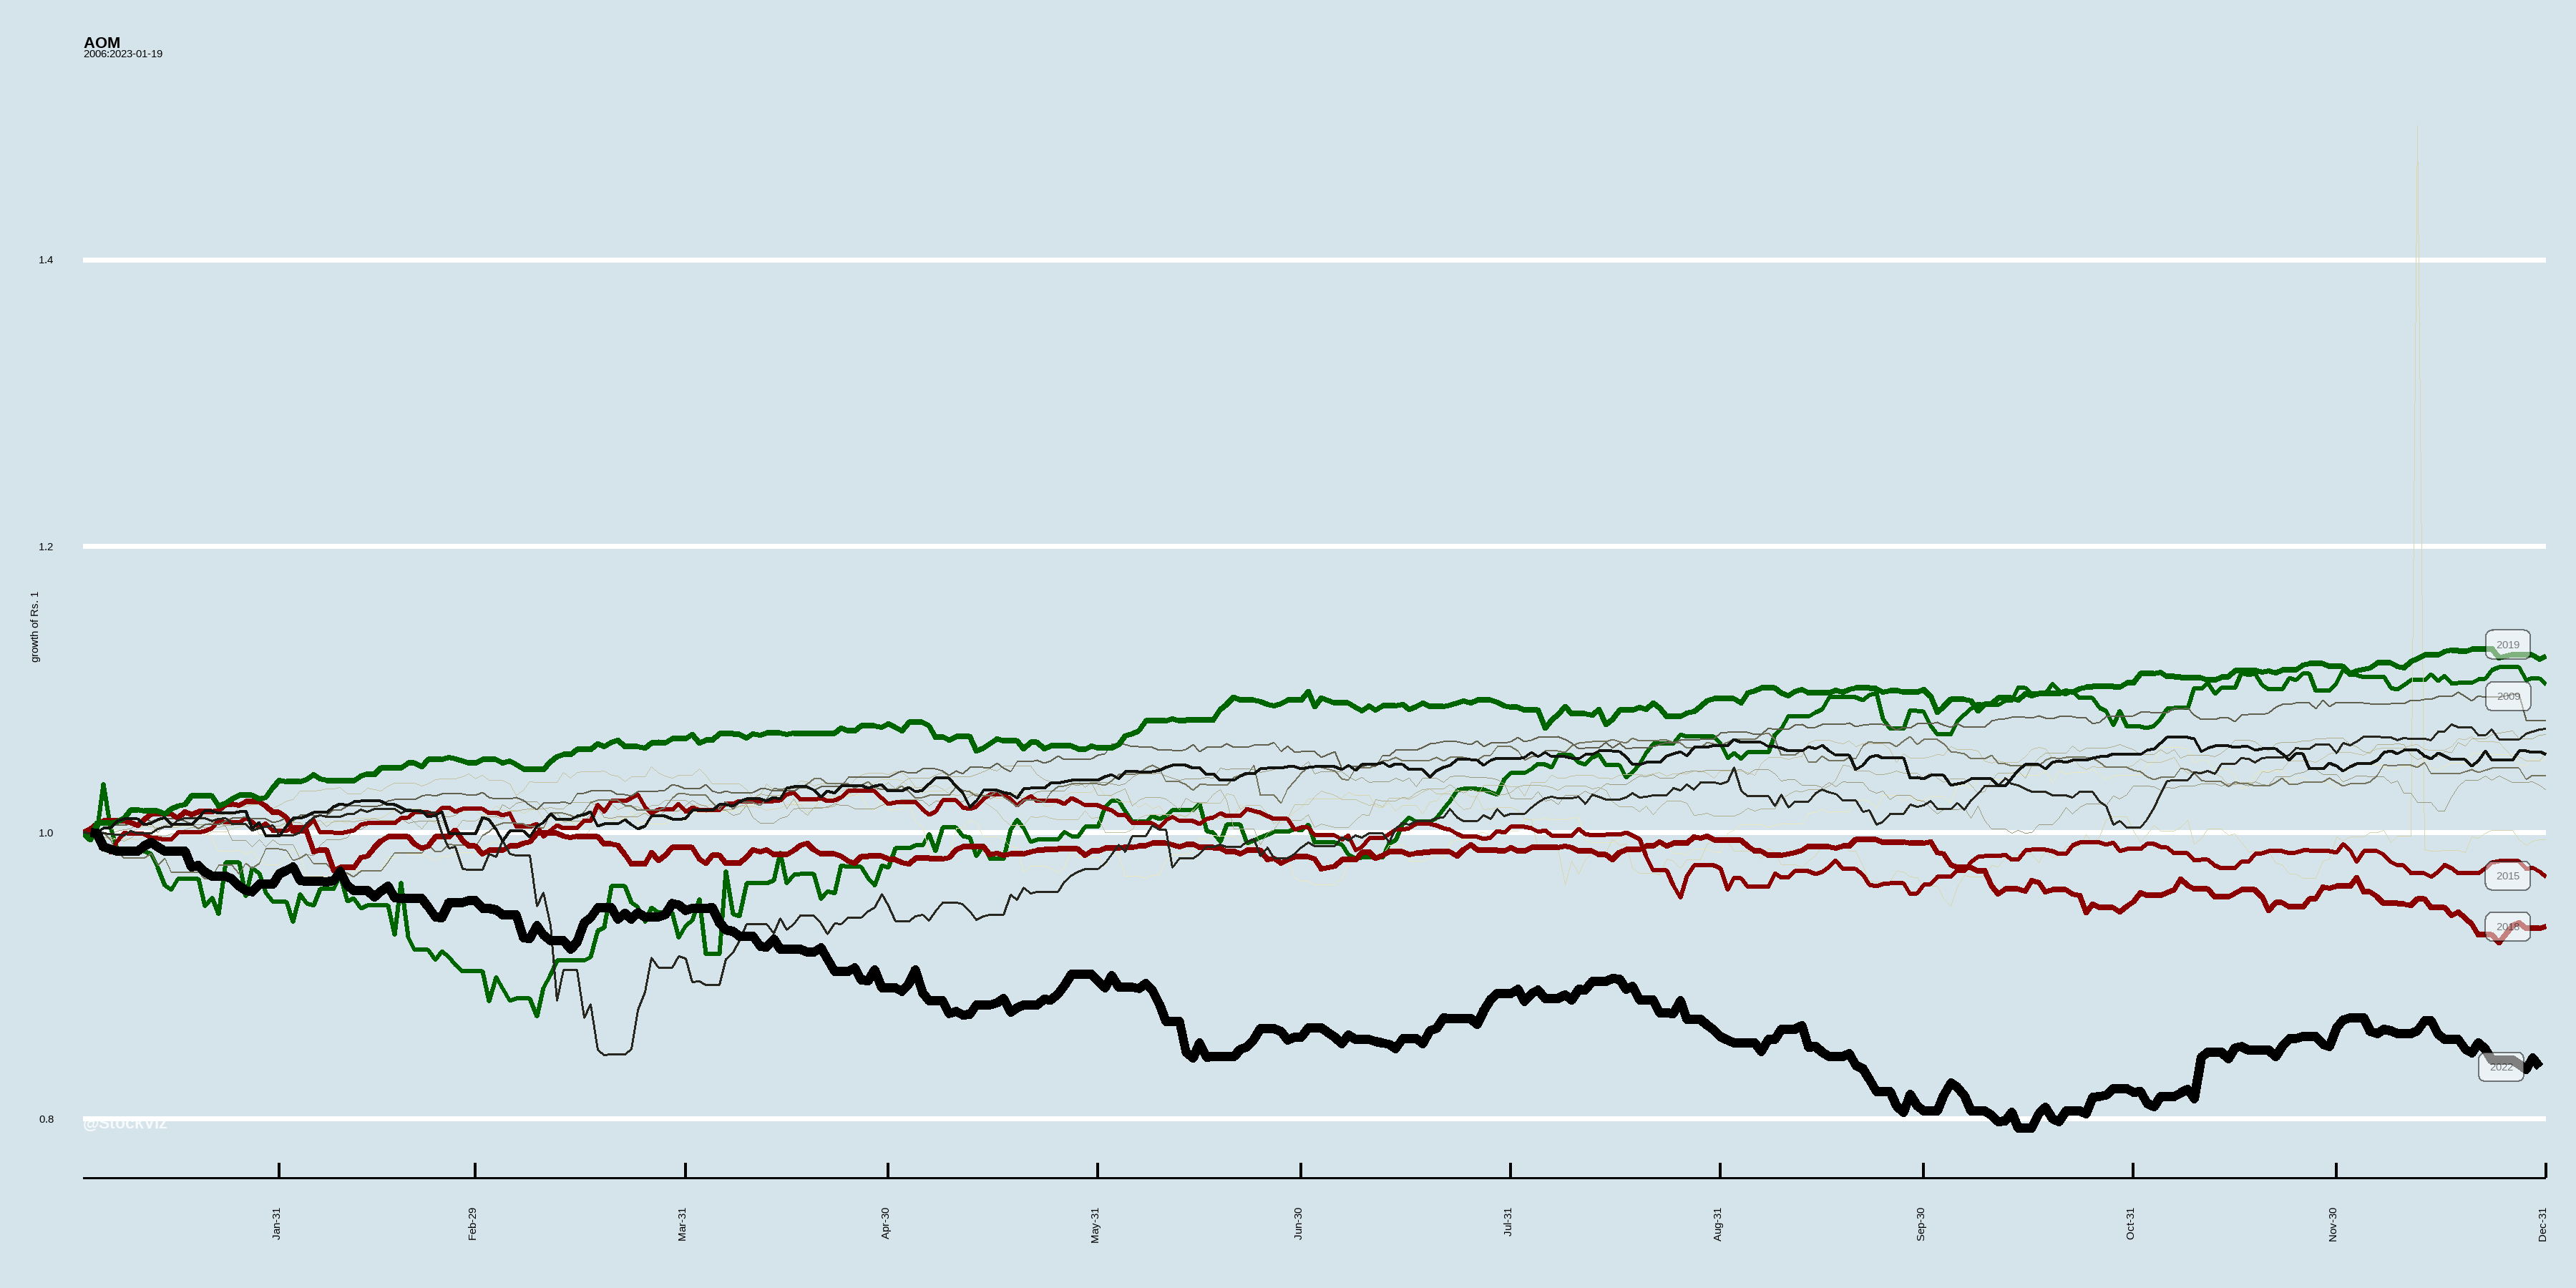 AOM
2006:2023-01-19
1.4
1.2
1.0
0.8
growth of Rs. 1
2019
2009
2015
2018
2022
@StockViz
Jan-31
Feb-29
Mar-31
Apr-30
May-31
Jun-30
Jul-31
Aug-31
Sep-30
Oct-31
Nov-30
Dec-31